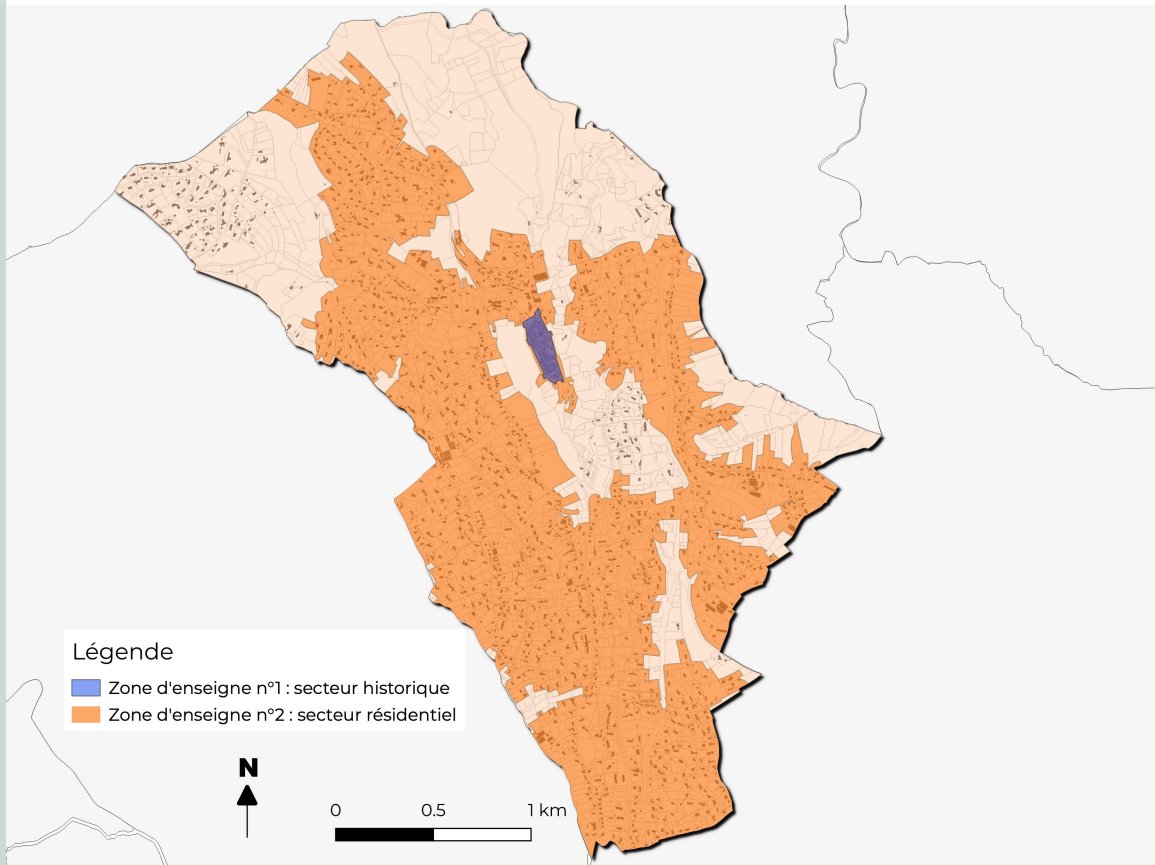 Légende
Zone d'enseigne n°1 : secteur historique
Zone d'enseigne n°2 : secteur résidentiel
N
0 0.5 1 km